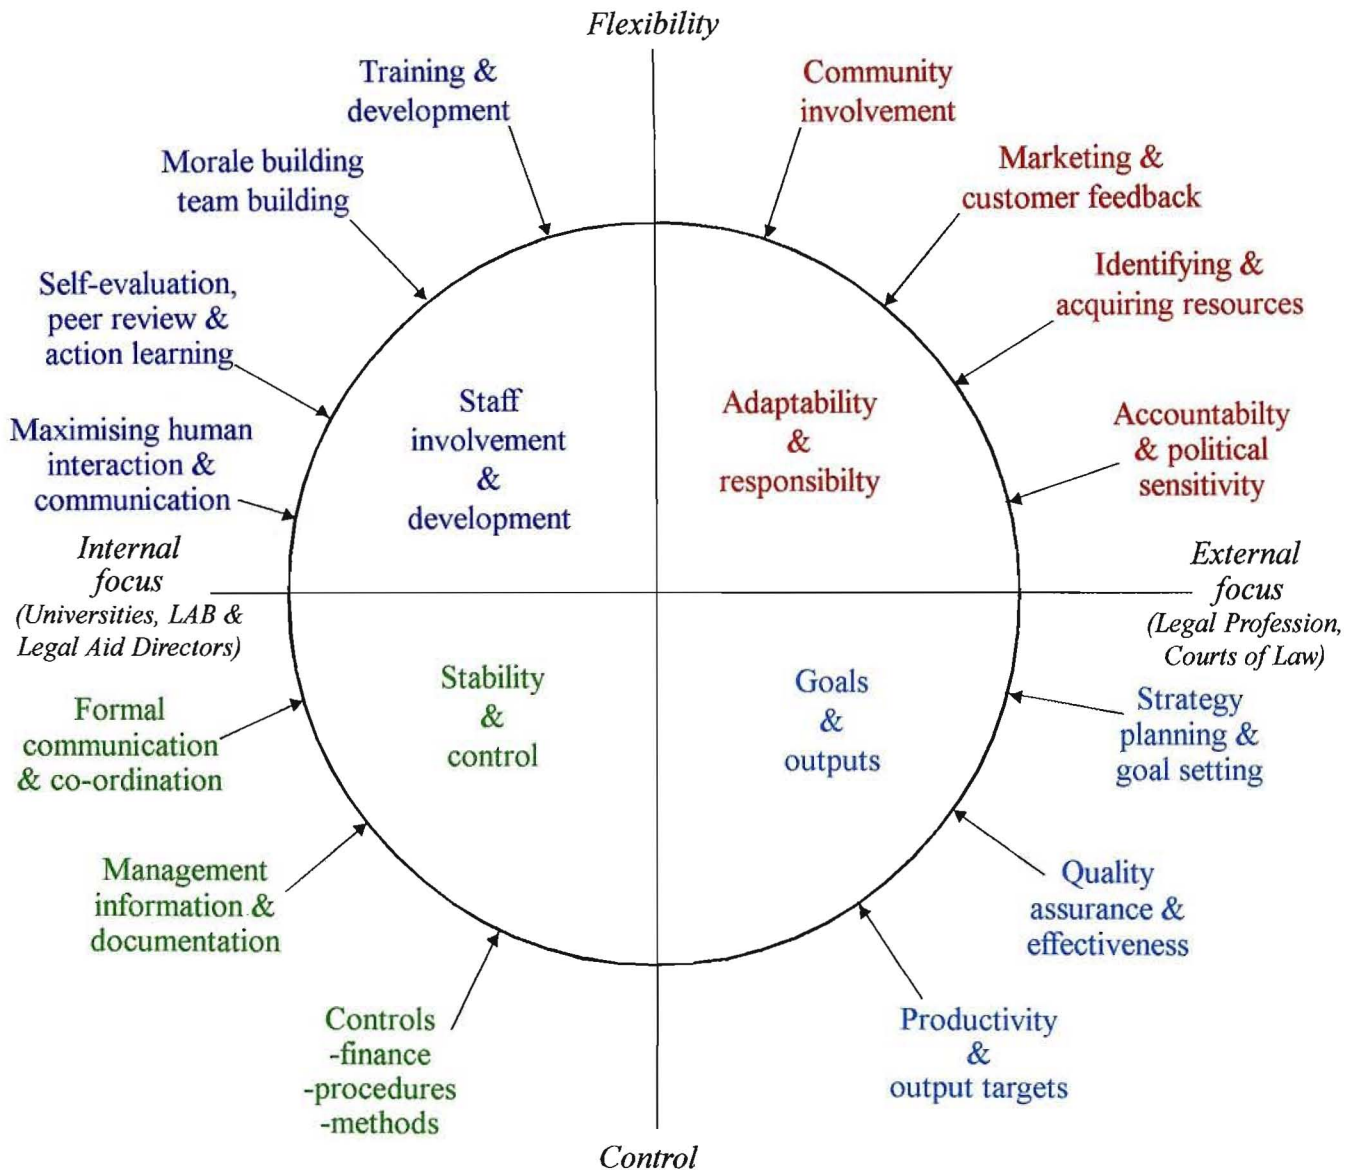 Flexibility
Training &
development
Community
involvement
Morale building
team building
Marketing &
customer feedback
Self-evaluation,
peer review &
action learning
Identifying &
acquiring resources
Maximising human
interaction &
communication
Staff
involvement
&
development
Adaptability
&
responsibilty
Accountabilty
& political
sensitivity
Internal
focus
(Universities, LAB &
Legal Aid Directors)
External
focus
(Legal Profession,
Courts of Law)
Formal
communication
& co-ordination
Stability
&
control
Goals
&
outputs
Strategy
planning &
goal setting
Management
information &
documentation
Quality
assurance &
effectiveness
Controls
-finance
-procedures
-methods
Productivity
&
output targets
Control